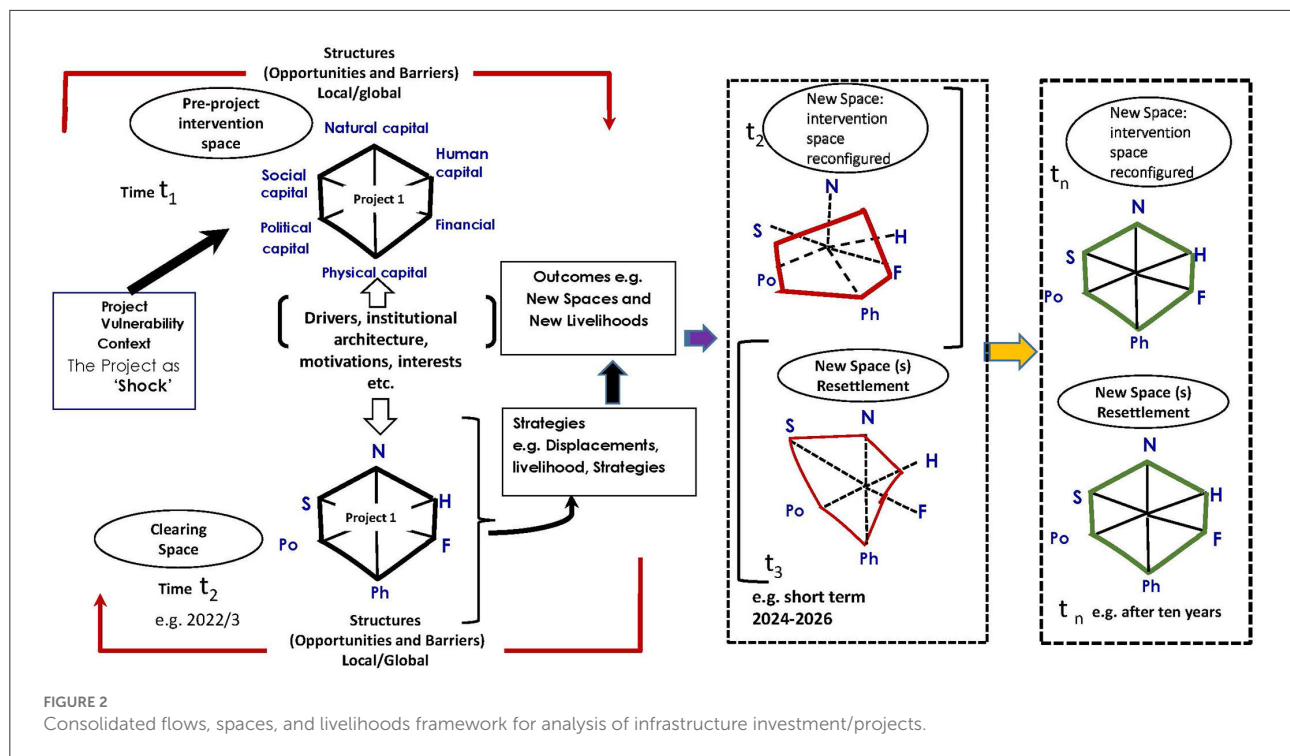 Structures
(Opportunities and Barriers)
Local/global
Pre-project
intervention
space
Time t1
Natural capital
Human
capital
Social
capital
Project 1
Political
capital
Financial
Physical capital
Project
Vulnerability
Context
The Project as
'Shock'
Drivers, institutional
architecture,
motivations, interests
etc.
N
S
H
Project 1
Po
F
Ph
Clearing
Space
Time t2
e.g. 2022/3
Structures
(Opportunities and Barriers)
Local/Global
Outcomes e.g.
New Spaces and
New Livelihoods
Strategies
e.g. Displacements,
livelihood, Strategies
New Space:
intervention
space
reconfigured
t2
N
S
H
F
Po
Ph
New Space (s)
Resettlement
S
N
H
Po
F
Ph
t3
e.g. short term
2024-2026
New Space:
intervention
space
reconfigured
tn
N
S
H
Po
F
Ph
New Space (s)
Resettlement
N
S
H
Po
F
Ph
tn e.g. after ten years
FIGURE 2
Consolidated flows, spaces, and livelihoods framework for analysis of infrastructure investment/projects.